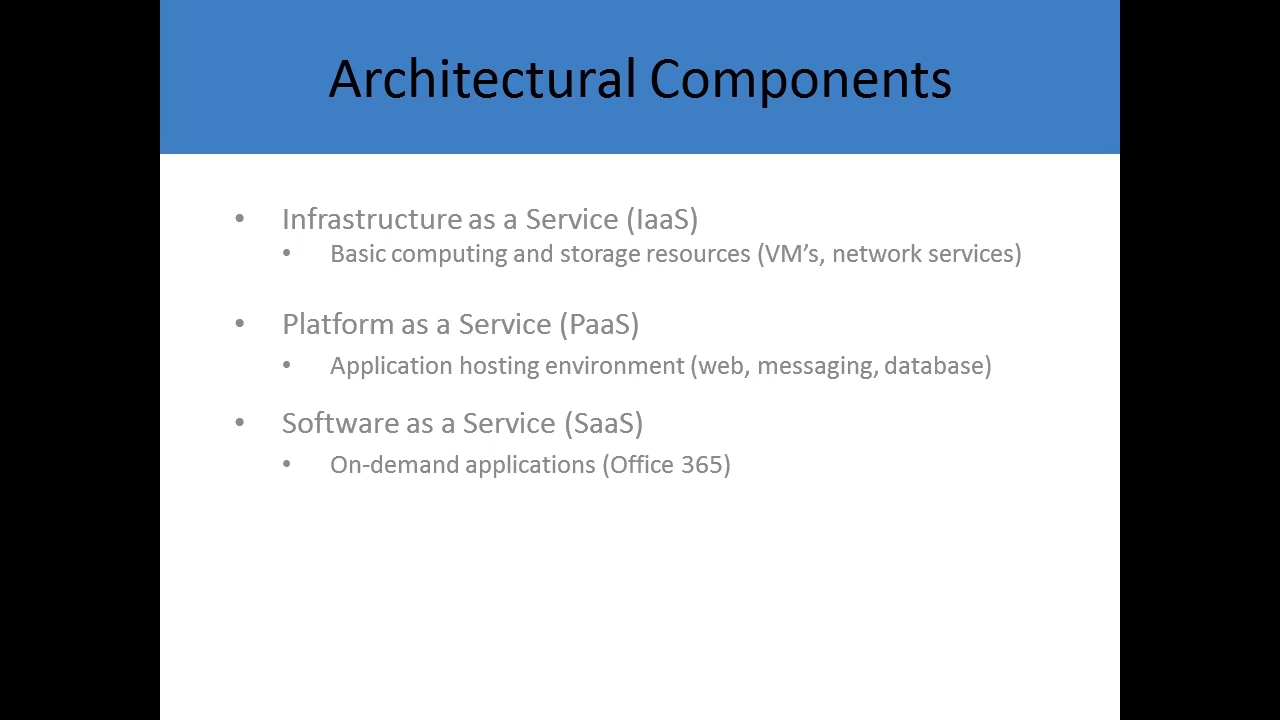 Architectural Components
• Infrastructure as a Service (IaaS)
• Basic computing and storage resources (VM’s, network services)
• Platform as a Service (PaaS)
• Application hosting environment (web, messaging, database)
• Software as a Service (SaaS)
• On-demand applications (Office 365)